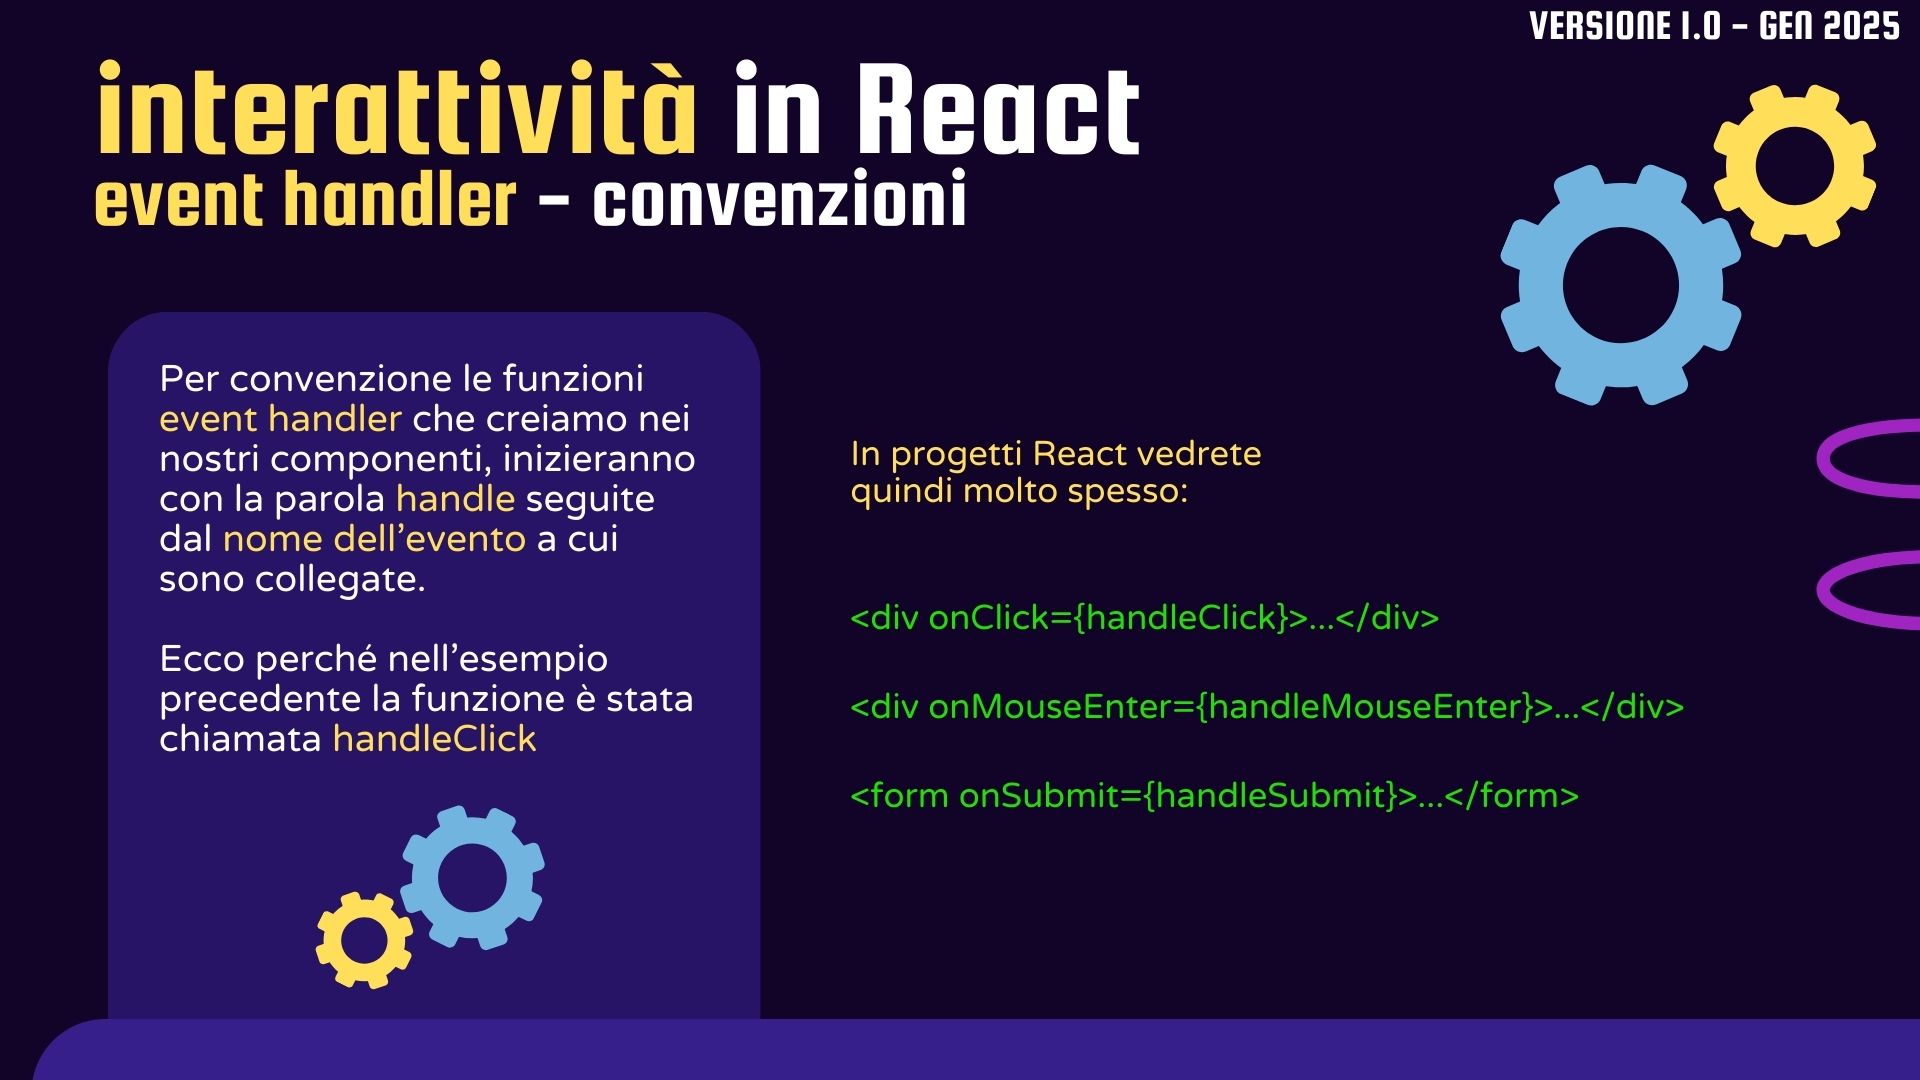 VERSIONE 1.0 - GEN 2025
interattività in React
event handler - convenzioni
Per convenzione le funzioni
event handler che creiamo nei
nostri componenti, inizieranno
con la parola handle seguite
dal nome dell’evento a cui
sono collegate.
Ecco perché nell’esempio
precedente la funzione è stata
chiamata handleClick
In progetti React vedrete
quindi molto spesso:
<div onClick={handleClick}>...</div>
<div onMouseEnter={handleMouseEnter}>...</div>
<form onSubmit={handleSubmit}>...</form>